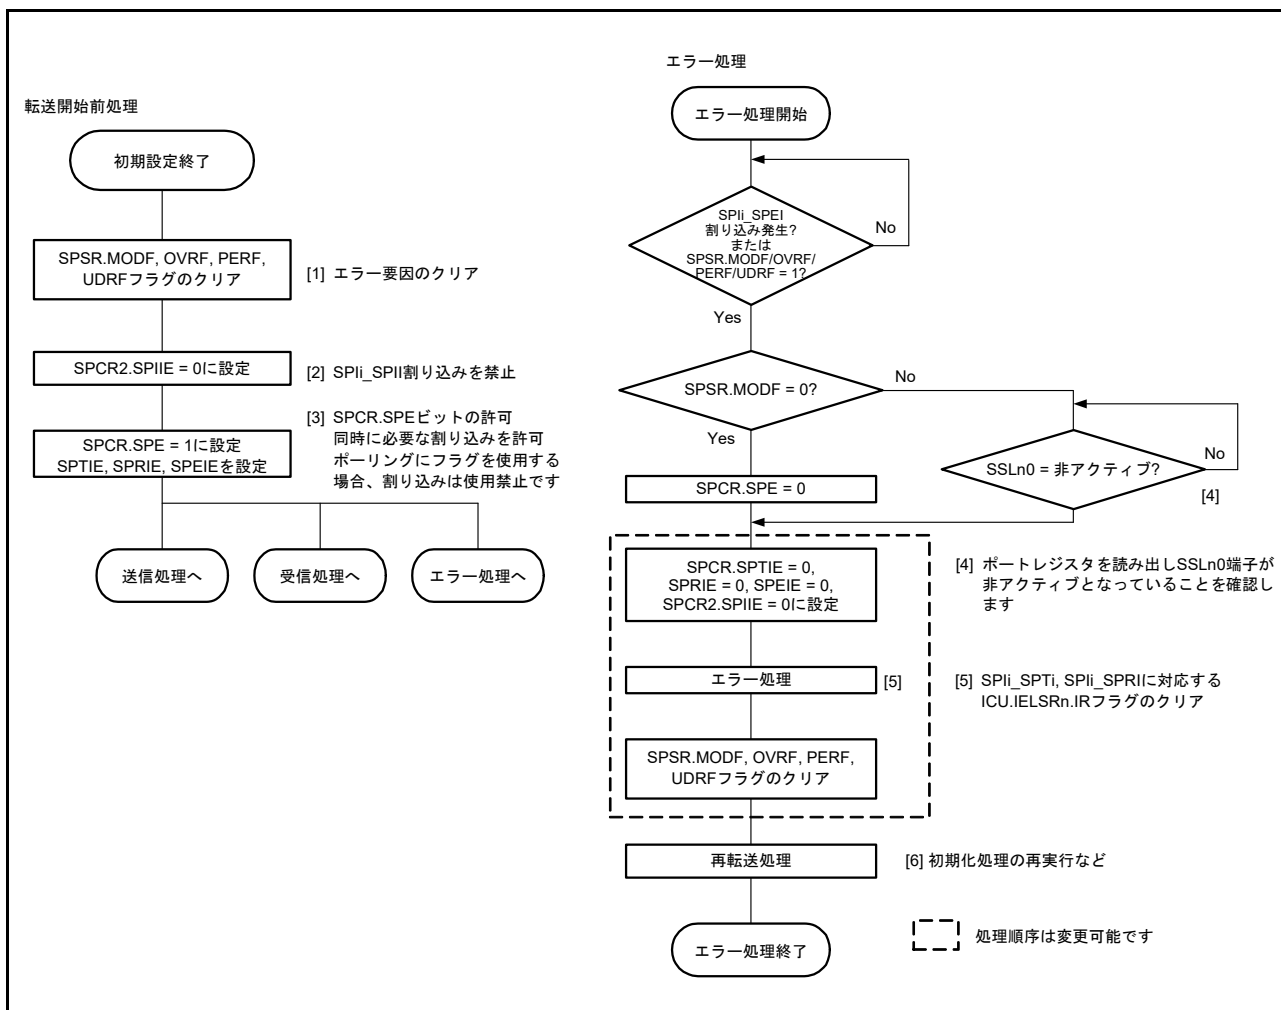 転送開始前処理
初期設定終了
SPSR.MODF, OVRF, PERF,
UDRFフラグのクリア
[1] エラー要因のクリア
SPCR2.SPIIE = 0に設定
[2] SPIi_SPII割り込みを禁止
SPCR.SPE = 1に設定
SPTIE, SPRIE, SPEIEを設定
[3] SPCR.SPEビットの許可
同時に必要な割り込みを許可
ポーリングにフラグを使用する
場合、割り込みは使用禁止です
送信処理へ
受信処理へ
エラー処理へ
エラー処理
エラー処理開始
SPIi_SPEI
割り込み発生?
または
SPSR.MODF/OVRF/
PERF/UDRF = 1?
No
Yes
SPSR.MODF = 0?
No
Yes
SSLn0 = 非アクティブ?
No
[4]
SPCR.SPE = 0
SPCR.SPTIE = 0,
SPRIE = 0, SPEIE = 0,
SPCR2.SPIIE = 0に設定
[4] ポートレジスタを読み出しSSLn0端子が
非アクティブとなっていることを確認し
ます
エラー処理
[5]
[5] SPIi_SPTi, SPIi_SPRIに対応する
ICU.IELSRn.IRフラグのクリア
SPSR.MODF, OVRF, PERF,
UDRFフラグのクリア
再転送処理
[6] 初期化処理の再実行など
エラー処理終了
処理順序は変更可能です